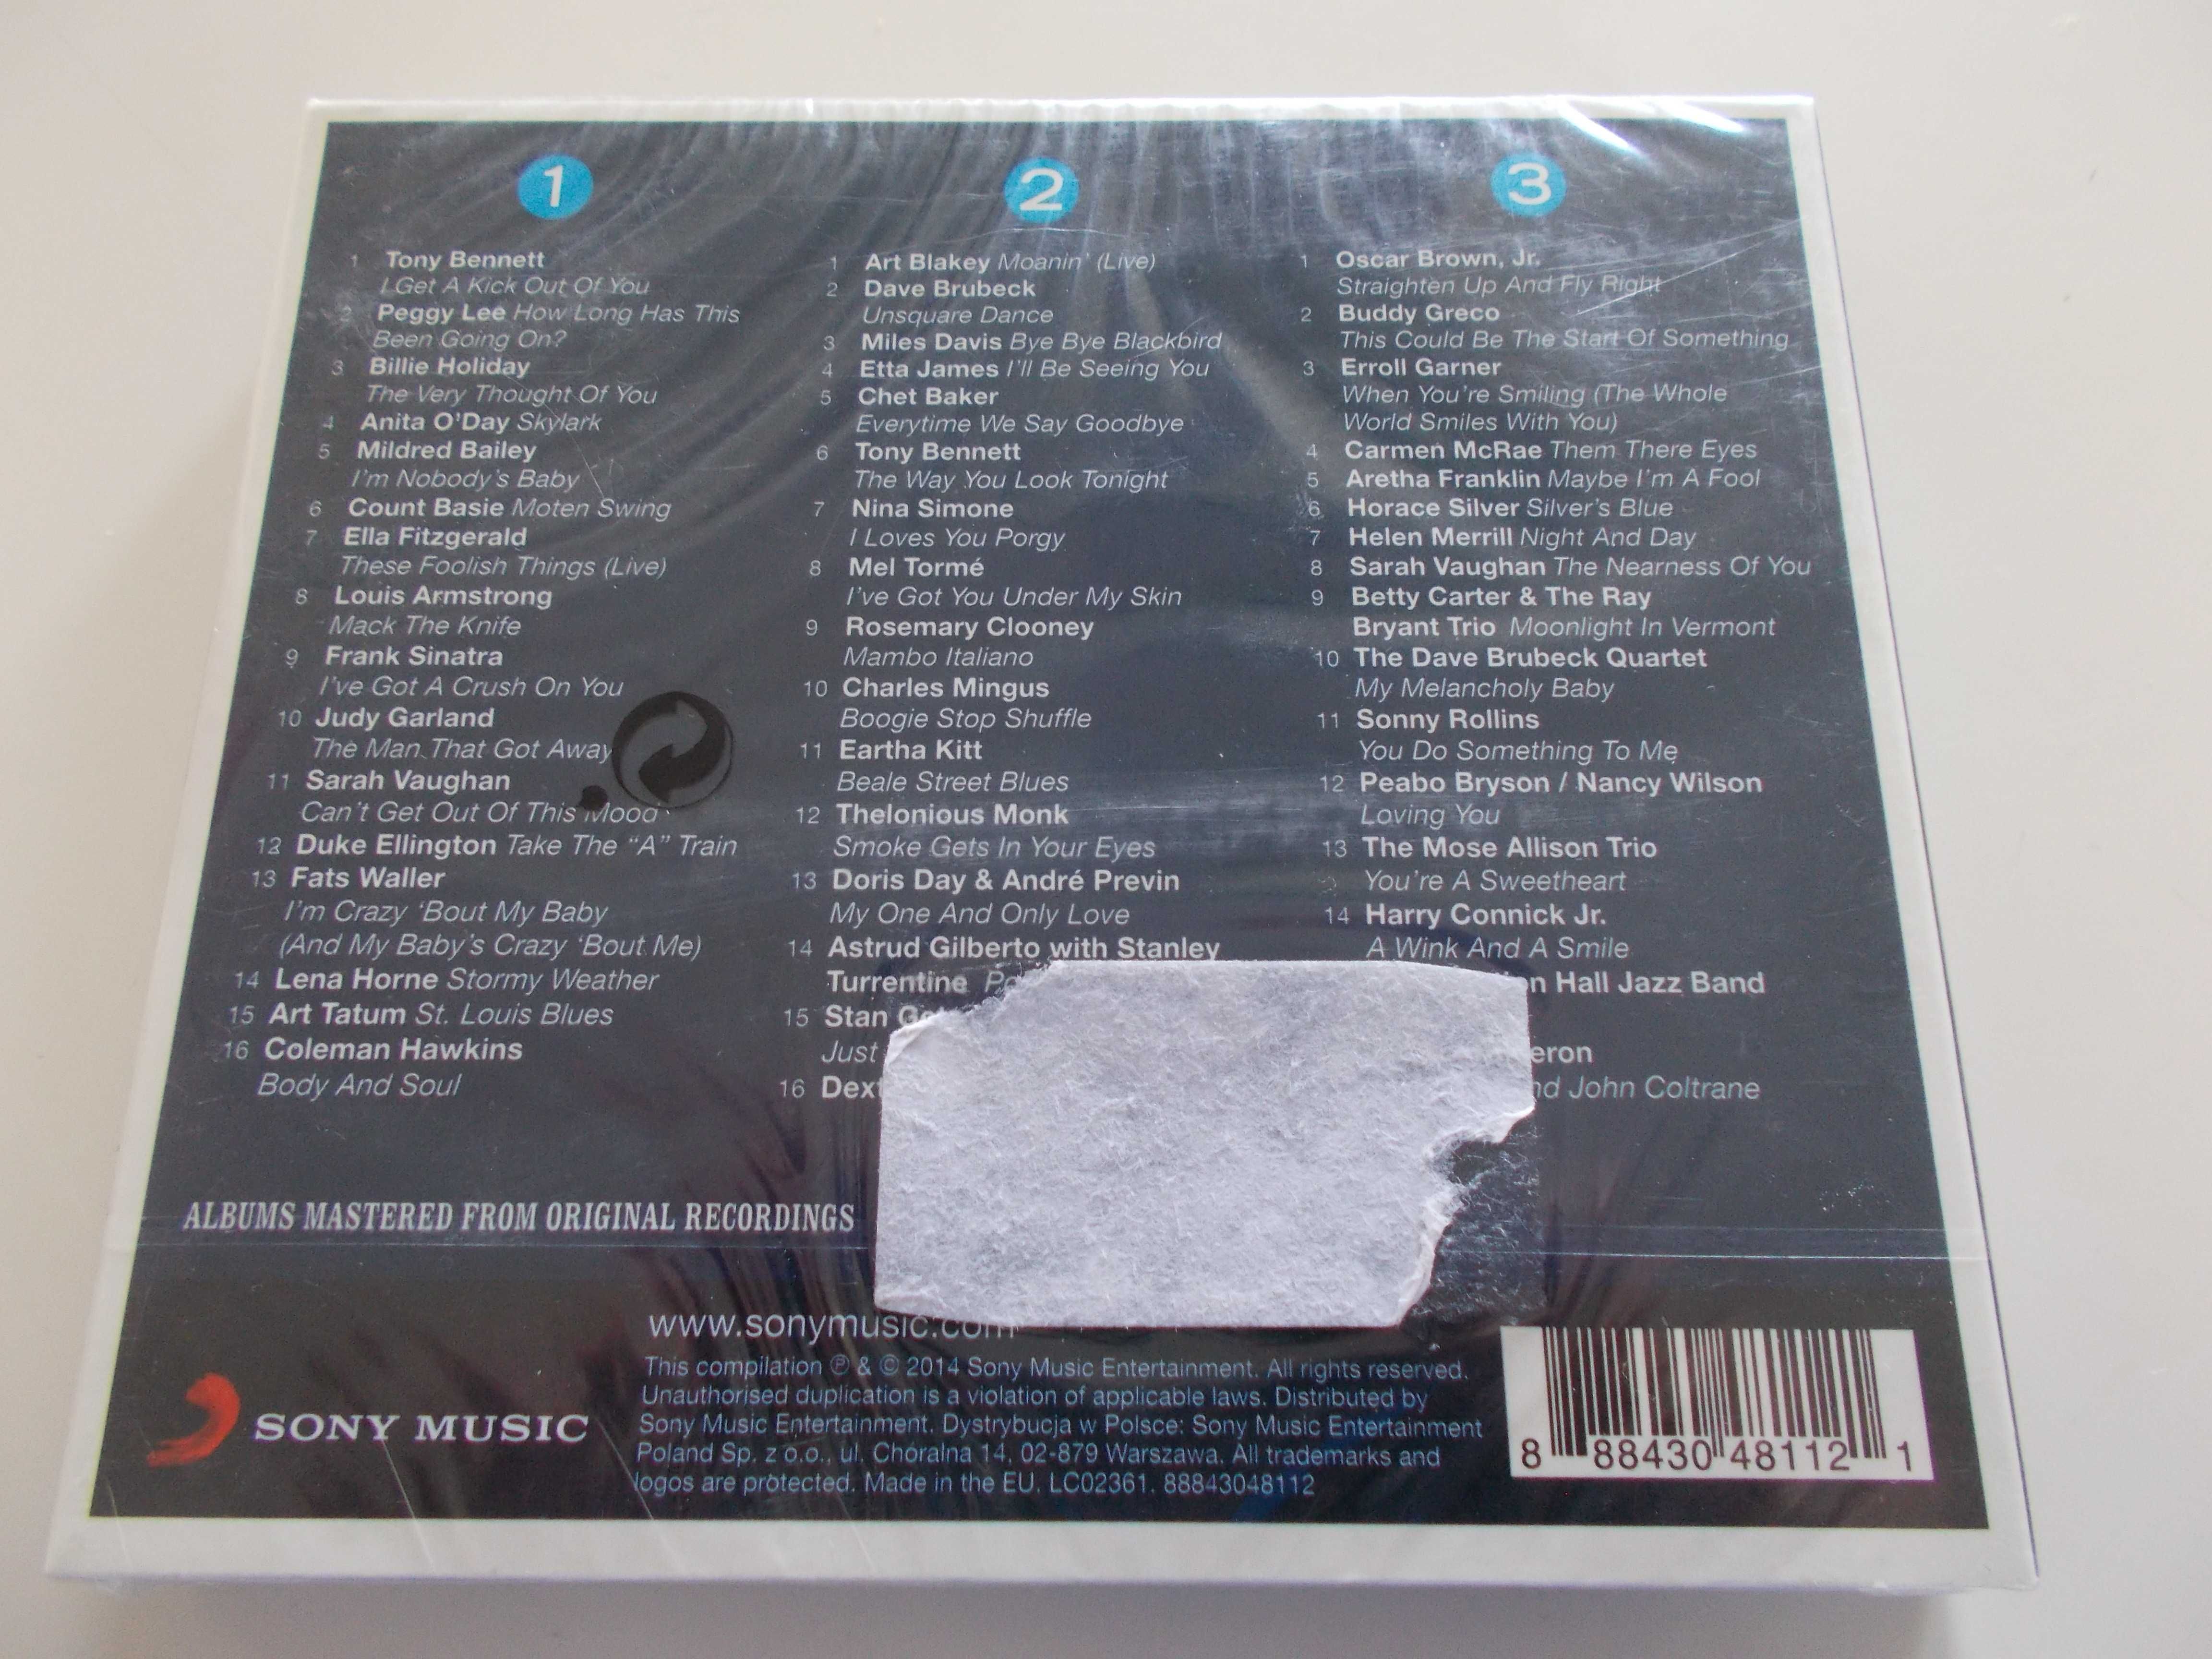 1
1 Tony Bennett
I Get A Kick Out Of You
2 Peggy Lee How Long Has This
Been Going On?
3 Billie Holiday
The Very Thought Of You
4 Anita O'Day Skylark
5 Mildred Bailey
I'm Nobody's Baby
6 Count Basie Moten Swing
7 Ella Fitzgerald
These Foolish Things (Live)
8 Louis Armstrong
Mack The Knife
9 Frank Sinatra
I've Got A Crush On You
10 Judy Garland
The Man That Got Away
11 Sarah Vaughan
Can't Get Out Of This Mood
12 Duke Ellington Take The "A" Train
13 Fats Waller
I'm Crazy 'Bout My Baby
(And My Baby's Crazy 'Bout Me)
14 Lena Horne Stormy Weather
15 Art Tatum St. Louis Blues
16 Coleman Hawkins
Body And Soul
2
1 Art Blakey Moanin' (Live)
2 Dave Brubeck
Unsquare Dance
3 Miles Davis Bye Bye Blackbird
4 Etta James I'll Be Seeing You
5 Chet Baker
Everytime We Say Goodbye
6 Tony Bennett
The Way You Look Tonight
7 Nina Simone
I Loves You Porgy
8 Mel Tormé
I've Got You Under My Skin
9 Rosemary Clooney
Mambo Italiano
10 Charles Mingus
Boogie Stop Shuffle
11 Eartha Kitt
Beale Street Blues
12 Thelonious Monk
Smoke Gets In Your Eyes
13 Doris Day & André Previn
My One And Only Love
14 Astrud Gilberto with Stanley
Turrentine
15 Stan
Just
16
3
1 Oscar Brown, Jr.
Straighten Up And Fly Right
2 Buddy Greco
This Could Be The Start Of Something
3 Erroll Garner
When You're Smiling (The Whole
World Smiles With You)
4 Carmen McRae Them There Eyes
5 Aretha Franklin Maybe I'm A Fool
6 Horace Silver Silver's Blue
7 Helen Merrill Night And Day
8 Sarah Vaughan The Nearness Of You
9 Betty Carter & The Ray
Bryant Trio Moonlight In Vermont
10 The Dave Brubeck Quartet
My Melancholy Baby
11 Sonny Rollins
You Do Something To Me
12 Peabo Bryson / Nancy Wilson
Loving You
13 The Mose Allison Trio
You're A Sweetheart
14 Harry Connick Jr.
A Wink And A Smile
Hall Jazz Band
John Coltrane
ALBUMS MASTERED FROM ORIGINAL RECORDINGS
www.sonymusic.com
This compilation ℗ & © 2014 Sony Music Entertainment. All rights reserved.
Unauthorised duplication is a violation of applicable laws. Distributed by
Sony Music Entertainment. Dystrybucja w Polsce: Sony Music Entertainment
Poland Sp. z o.o., ul. Chóralna 14, 02-879 Warszawa. All trademarks and
logos are protected. Made in the EU. LC02361. 88843048112
SONY MUSIC
8 88430 48112 1